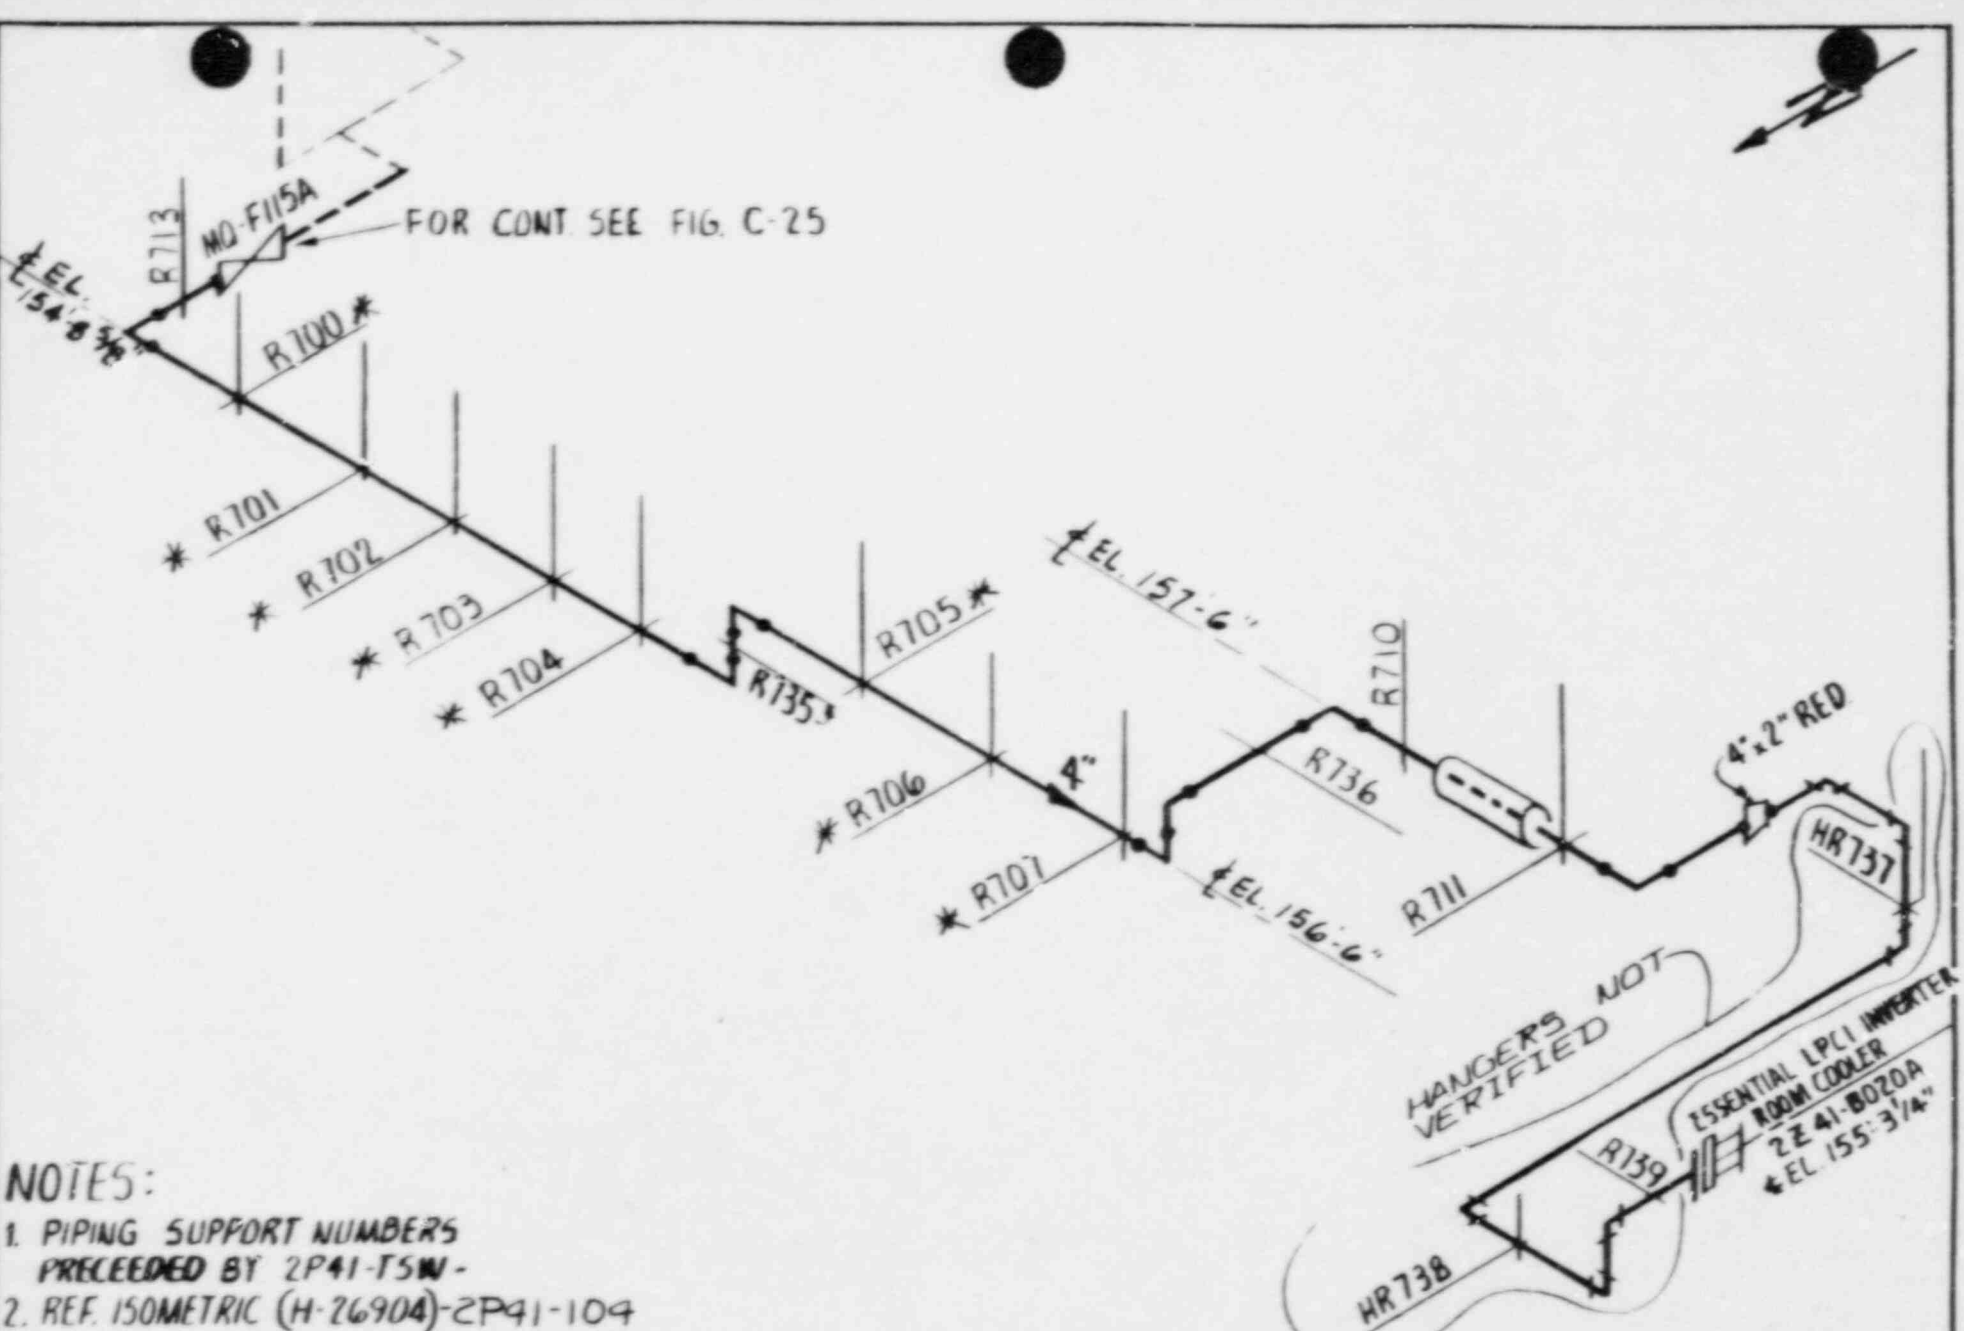 R713
MO-F115A
FOR CONT. SEE FIG. C-25
℄ EL.
154'-8 5/8"
R700 *
* R701
* R702
* R703
* R704
R735
R705 *
* R706
4"
* R707
℄ EL. 157'-6"
R710
R736
℄ EL. 156'-6"
R711
4"x2" RED.
HR737
HANGERS NOT
VERIFIED
ESSENTIAL LPCI INVERTER
ROOM COOLER
2Z41-B020A
℄ EL. 155'-3 1/4"
R739
HR738
NOTES:
1. PIPING SUPPORT NUMBERS
PRECEEDED BY 2P41-TSW-
2. REF. ISOMETRIC (H-26904)-2P41-104